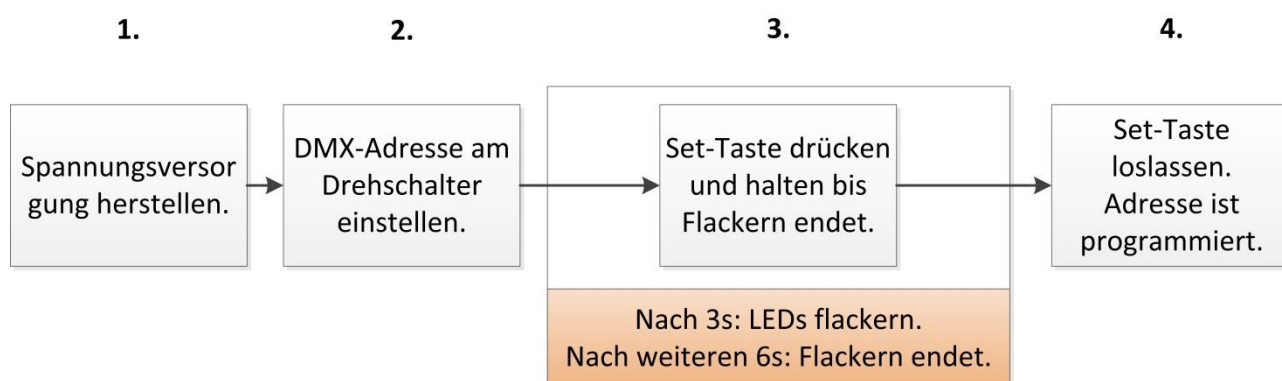 1.
2.
3.
4.
Spannungsversor
gung herstellen.
DMX-Adresse am
Drehschalter
einstellen.
Set-Taste drücken
und halten bis
Flackern endet.
Nach 3s: LEDs flackern.
Nach weiteren 6s: Flackern endet.
Set-Taste
loslassen.
Adresse ist
programmiert.